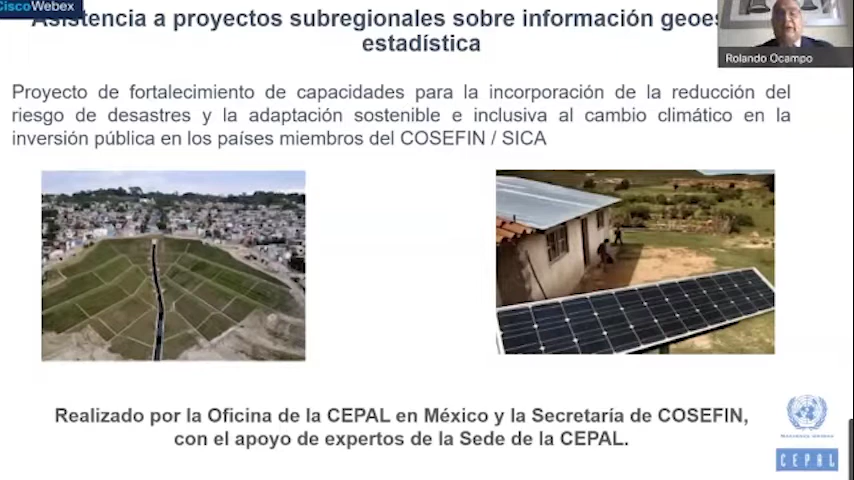 CiscoWebex
Asistencia a proyectos subregionales sobre información geoes
estadística
Rolando Ocampo
Proyecto de fortalecimiento de capacidades para la incorporación de la reducción del
riesgo de desastres y la adaptación sostenible e inclusiva al cambio climático en la
inversión pública en los países miembros del COSEFIN / SICA
Realizado por la Oficina de la CEPAL en México y la Secretaría de COSEFIN,
con el apoyo de expertos de la Sede de la CEPAL.
NACIONES UNIDAS
CEPAL